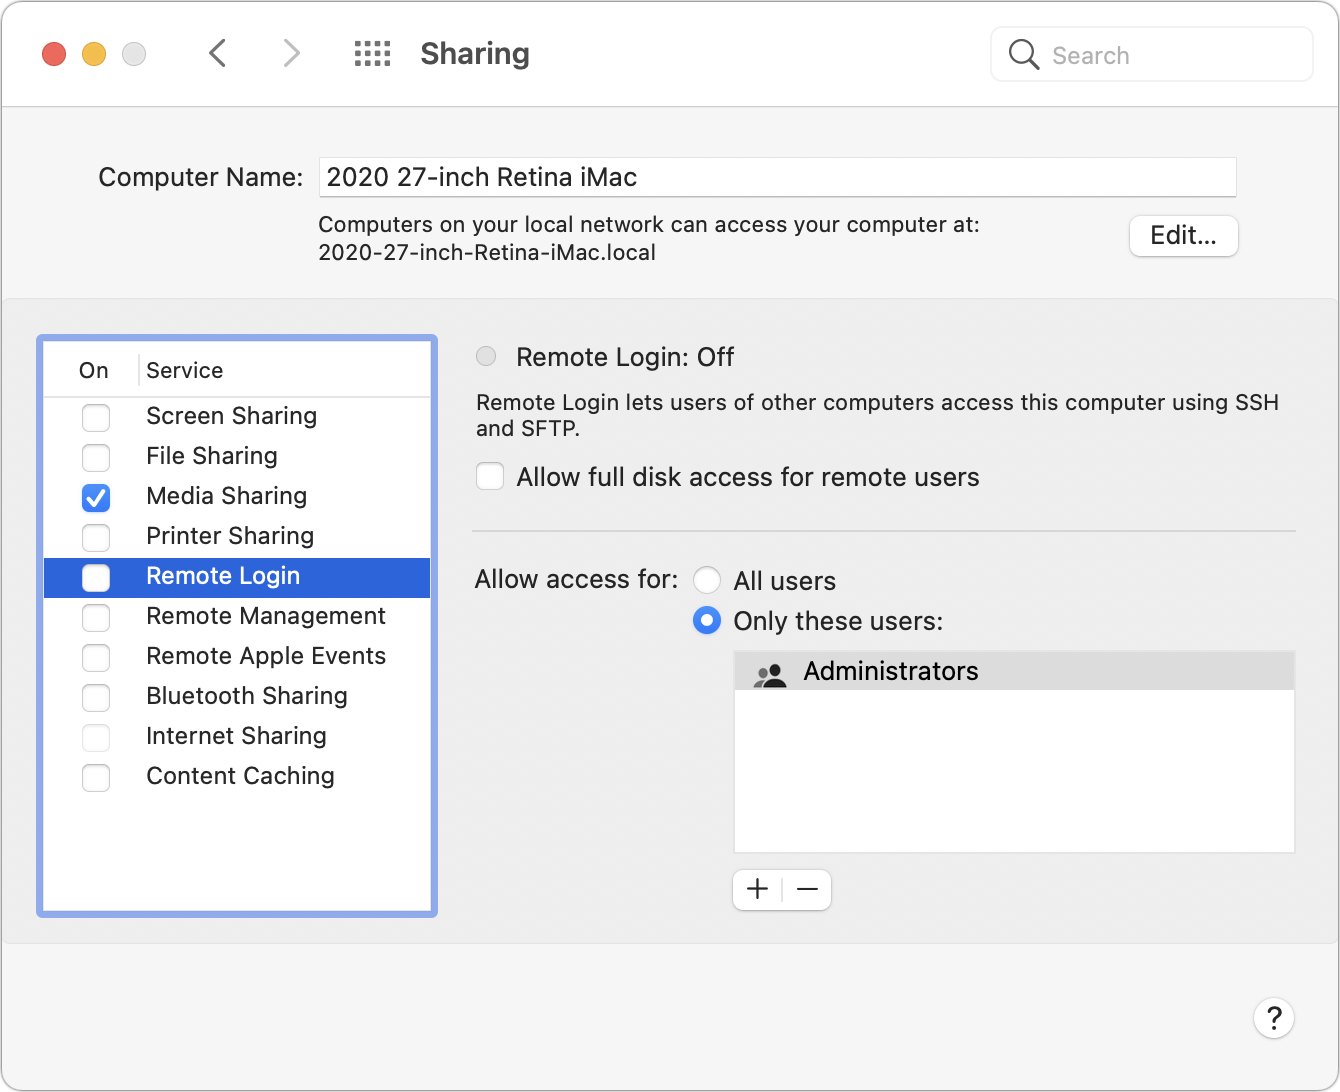 Sharing
Search
Computer Name: 2020 27-inch Retina iMac
Computers on your local network can access your computer at:
2020-27-inch-Retina-iMac.local
Edit...
On Service
Screen Sharing
File Sharing
Media Sharing
Printer Sharing
Remote Login
Remote Management
Remote Apple Events
Bluetooth Sharing
Internet Sharing
Content Caching
Remote Login: Off
Remote Login lets users of other computers access this computer using SSH
and SFTP.
Allow full disk access for remote users
Allow access for: All users
Only these users:
Administrators
+ −
?